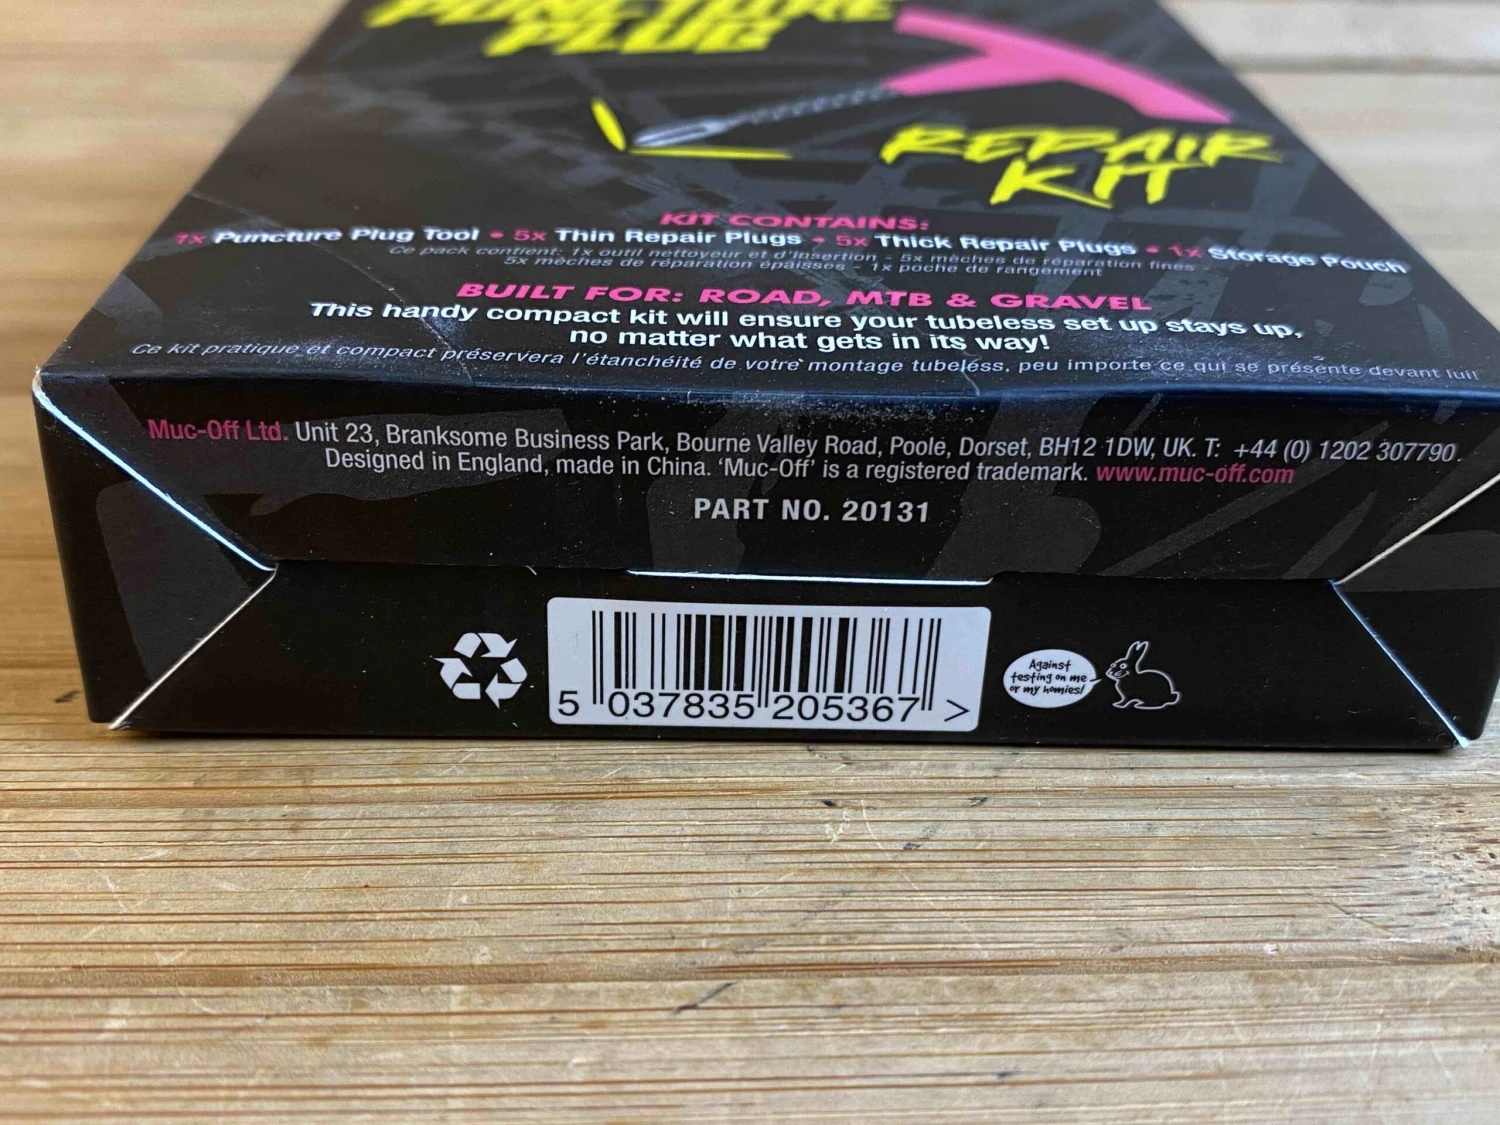 PUNCTURE
PLUG
REPAIR
KIT
KIT CONTAINS:
1x Puncture Plug Tool • 5x Thin Repair Plugs • 5x Thick Repair Plugs • 1x Storage Pouch
Ce pack contient: 1x outil nettoyeur et d'insertion - 5x mèches de réparation fines
5x mèches de réparation épaisses - 1x poche de rangement
BUILT FOR: ROAD, MTB & GRAVEL
This handy compact kit will ensure your tubeless set up stays up,
no matter what gets in its way!
Ce kit pratique et compact préservera l'étanchéité de votre montage tubeless, peu importe ce qui se présente devant lui!
Muc-Off Ltd. Unit 23, Branksome Business Park, Bourne Valley Road, Poole, Dorset, BH12 1DW, UK. T: +44 (0) 1202 307790.
Designed in England, made in China. 'Muc-Off' is a registered trademark. www.muc-off.com
PART NO. 20131
Against
testing on me
or my homies!
5 037835 205367 >